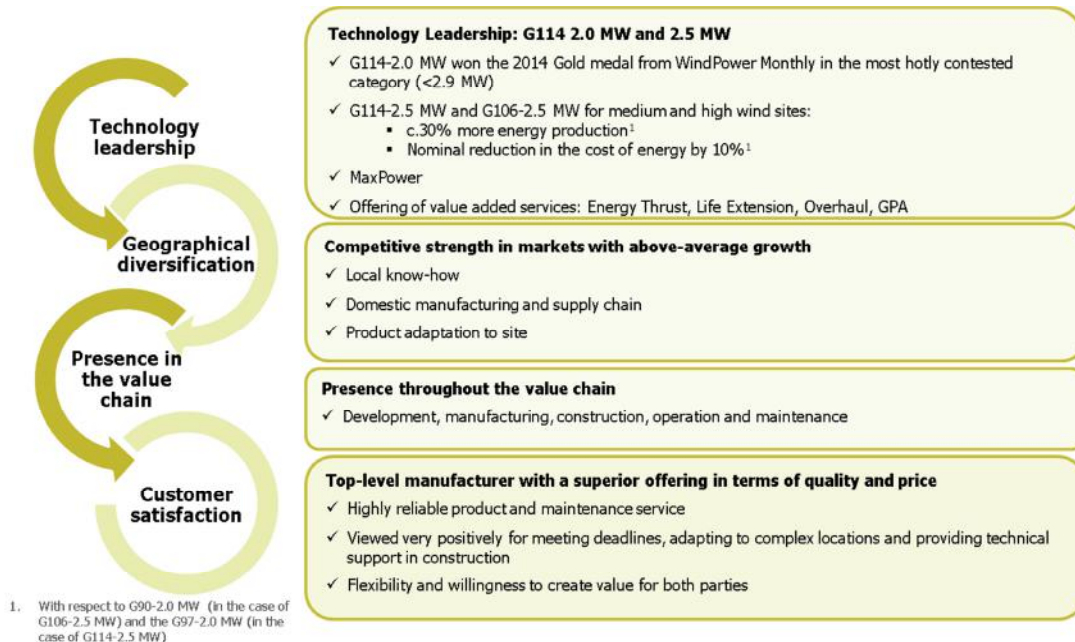 Technology
leadership
Geographical
diversification
Presence in
the value
chain
Customer
satisfaction
1. With respect to G90-2.0 MW (in the case of
G106-2.5 MW) and the G97-2.0 MW (in the
case of G114-2.5 MW)
Technology Leadership: G114 2.0 MW and 2.5 MW
✓ G114-2.0 MW won the 2014 Gold medal from WindPower Monthly in the most hotly contested
category (<2.9 MW)
✓ G114-2.5 MW and G106-2.5 MW for medium and high wind sites:
▪ c.30% more energy production¹
▪ Nominal reduction in the cost of energy by 10%¹
✓ MaxPower
✓ Offering of value added services: Energy Thrust, Life Extension, Overhaul, GPA
Competitive strength in markets with above-average growth
✓ Local know-how
✓ Domestic manufacturing and supply chain
✓ Product adaptation to site
Presence throughout the value chain
✓ Development, manufacturing, construction, operation and maintenance
Top-level manufacturer with a superior offering in terms of quality and price
✓ Highly reliable product and maintenance service
✓ Viewed very positively for meeting deadlines, adapting to complex locations and providing technical
support in construction
✓ Flexibility and willingness to create value for both parties